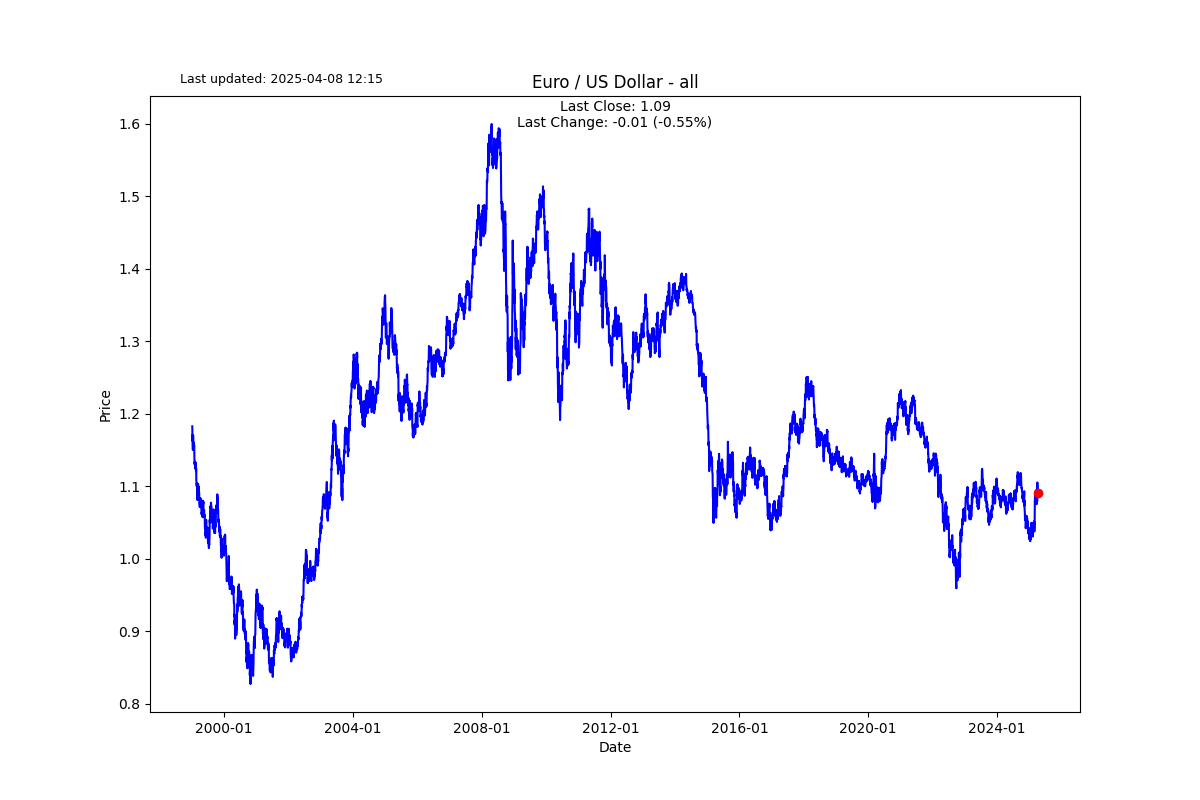 Last updated: 2025-04-08 12:15
Euro / US Dollar - all
Last Close: 1.09
Last Change: -0.01 (-0.55%)
1.6
1.5
1.4
1.3
1.2
1.1
1.0
0.9
0.8
Price
2000-01
2004-01
2008-01
2012-01
2016-01
2020-01
2024-01
Date